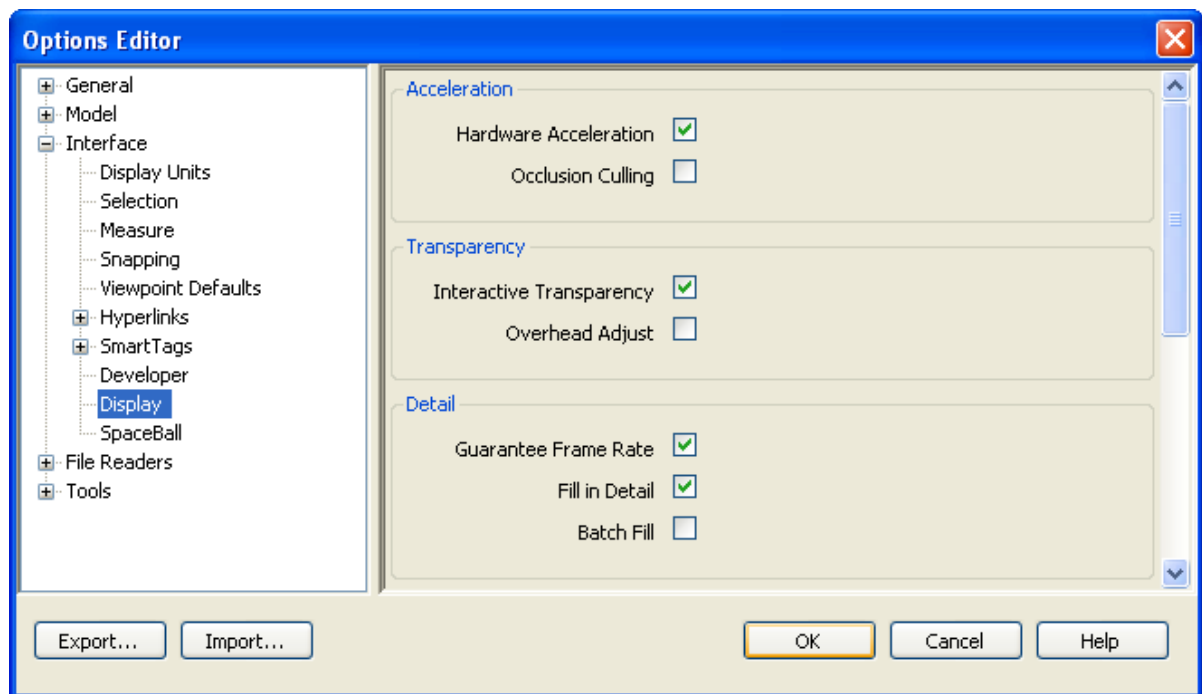 Options Editor
General
Model
Interface
Display Units
Selection
Measure
Snapping
Viewpoint Defaults
Hyperlinks
SmartTags
Developer
Display
SpaceBall
File Readers
Tools
Acceleration
Hardware Acceleration
Occlusion Culling
Transparency
Interactive Transparency
Overhead Adjust
Detail
Guarantee Frame Rate
Fill in Detail
Batch Fill
Export...
Import...
OK
Cancel
Help